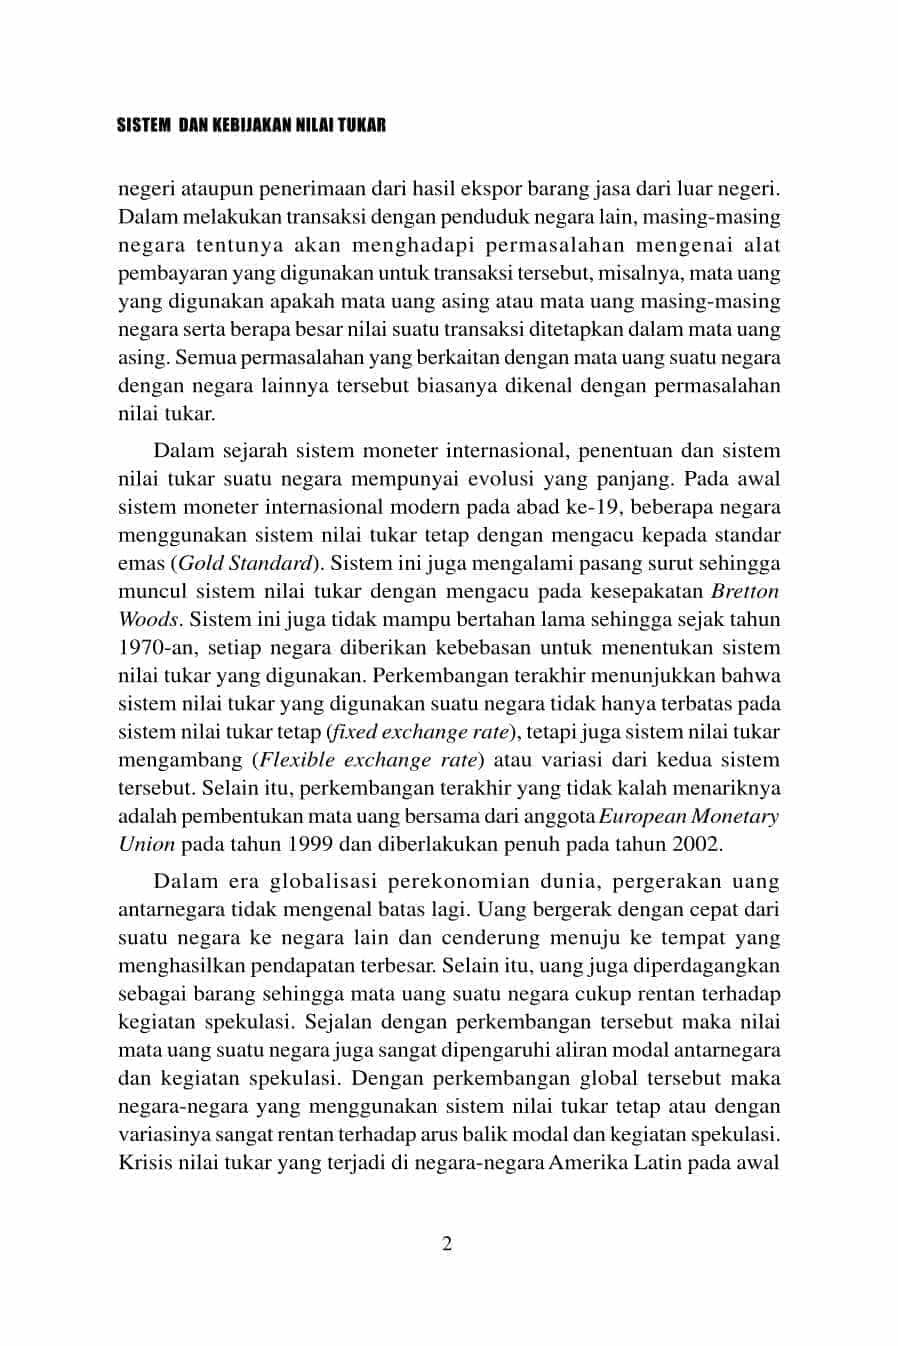 SISTEM DAN KEBIJAKAN NILAI TUKAR
negeri ataupun penerimaan dari hasil ekspor barang jasa dari luar negeri.
Dalam melakukan transaksi dengan penduduk negara lain, masing-masing
negara tentunya akan menghadapi permasalahan mengenai alat
pembayaran yang digunakan untuk transaksi tersebut, misalnya, mata uang
yang digunakan apakah mata uang asing atau mata uang masing-masing
negara serta berapa besar nilai suatu transaksi ditetapkan dalam mata uang
asing. Semua permasalahan yang berkaitan dengan mata uang suatu negara
dengan negara lainnya tersebut biasanya dikenal dengan permasalahan
nilai tukar.
Dalam sejarah sistem moneter internasional, penentuan dan sistem
nilai tukar suatu negara mempunyai evolusi yang panjang. Pada awal
sistem moneter internasional modern pada abad ke-19, beberapa negara
menggunakan sistem nilai tukar tetap dengan mengacu kepada standar
emas (Gold Standard). Sistem ini juga mengalami pasang surut sehingga
muncul sistem nilai tukar dengan mengacu pada kesepakatan Bretton
Woods. Sistem ini juga tidak mampu bertahan lama sehingga sejak tahun
1970-an, setiap negara diberikan kebebasan untuk menentukan sistem
nilai tukar yang digunakan. Perkembangan terakhir menunjukkan bahwa
sistem nilai tukar yang digunakan suatu negara tidak hanya terbatas pada
sistem nilai tukar tetap (fixed exchange rate), tetapi juga sistem nilai tukar
mengambang (Flexible exchange rate) atau variasi dari kedua sistem
tersebut. Selain itu, perkembangan terakhir yang tidak kalah menariknya
adalah pembentukan mata uang bersama dari anggota European Monetary
Union pada tahun 1999 dan diberlakukan penuh pada tahun 2002.
Dalam era globalisasi perekonomian dunia, pergerakan uang
antarnegara tidak mengenal batas lagi. Uang bergerak dengan cepat dari
suatu negara ke negara lain dan cenderung menuju ke tempat yang
menghasilkan pendapatan terbesar. Selain itu, uang juga diperdagangkan
sebagai barang sehingga mata uang suatu negara cukup rentan terhadap
kegiatan spekulasi. Sejalan dengan perkembangan tersebut maka nilai
mata uang suatu negara juga sangat dipengaruhi aliran modal antarnegara
dan kegiatan spekulasi. Dengan perkembangan global tersebut maka
negara-negara yang menggunakan sistem nilai tukar tetap atau dengan
variasinya sangat rentan terhadap arus balik modal dan kegiatan spekulasi.
Krisis nilai tukar yang terjadi di negara-negara Amerika Latin pada awal
2